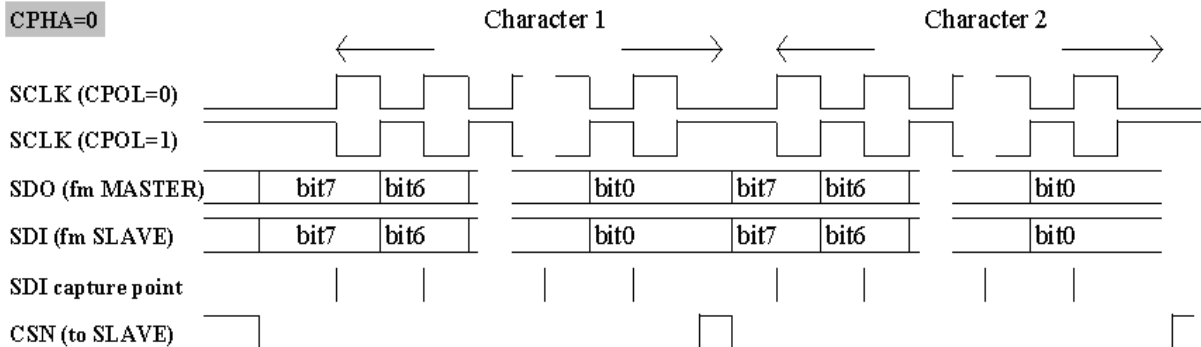 CPHA=0 Character 1 Character 2
SCLK (CPOL=0)
SCLK (CPOL=1)
SDO (fm MASTER) bit7 bit6 bit0 bit7 bit6 bit0
SDI (fm SLAVE) bit7 bit6 bit0 bit7 bit6 bit0
SDI capture point
CSN (to SLAVE)